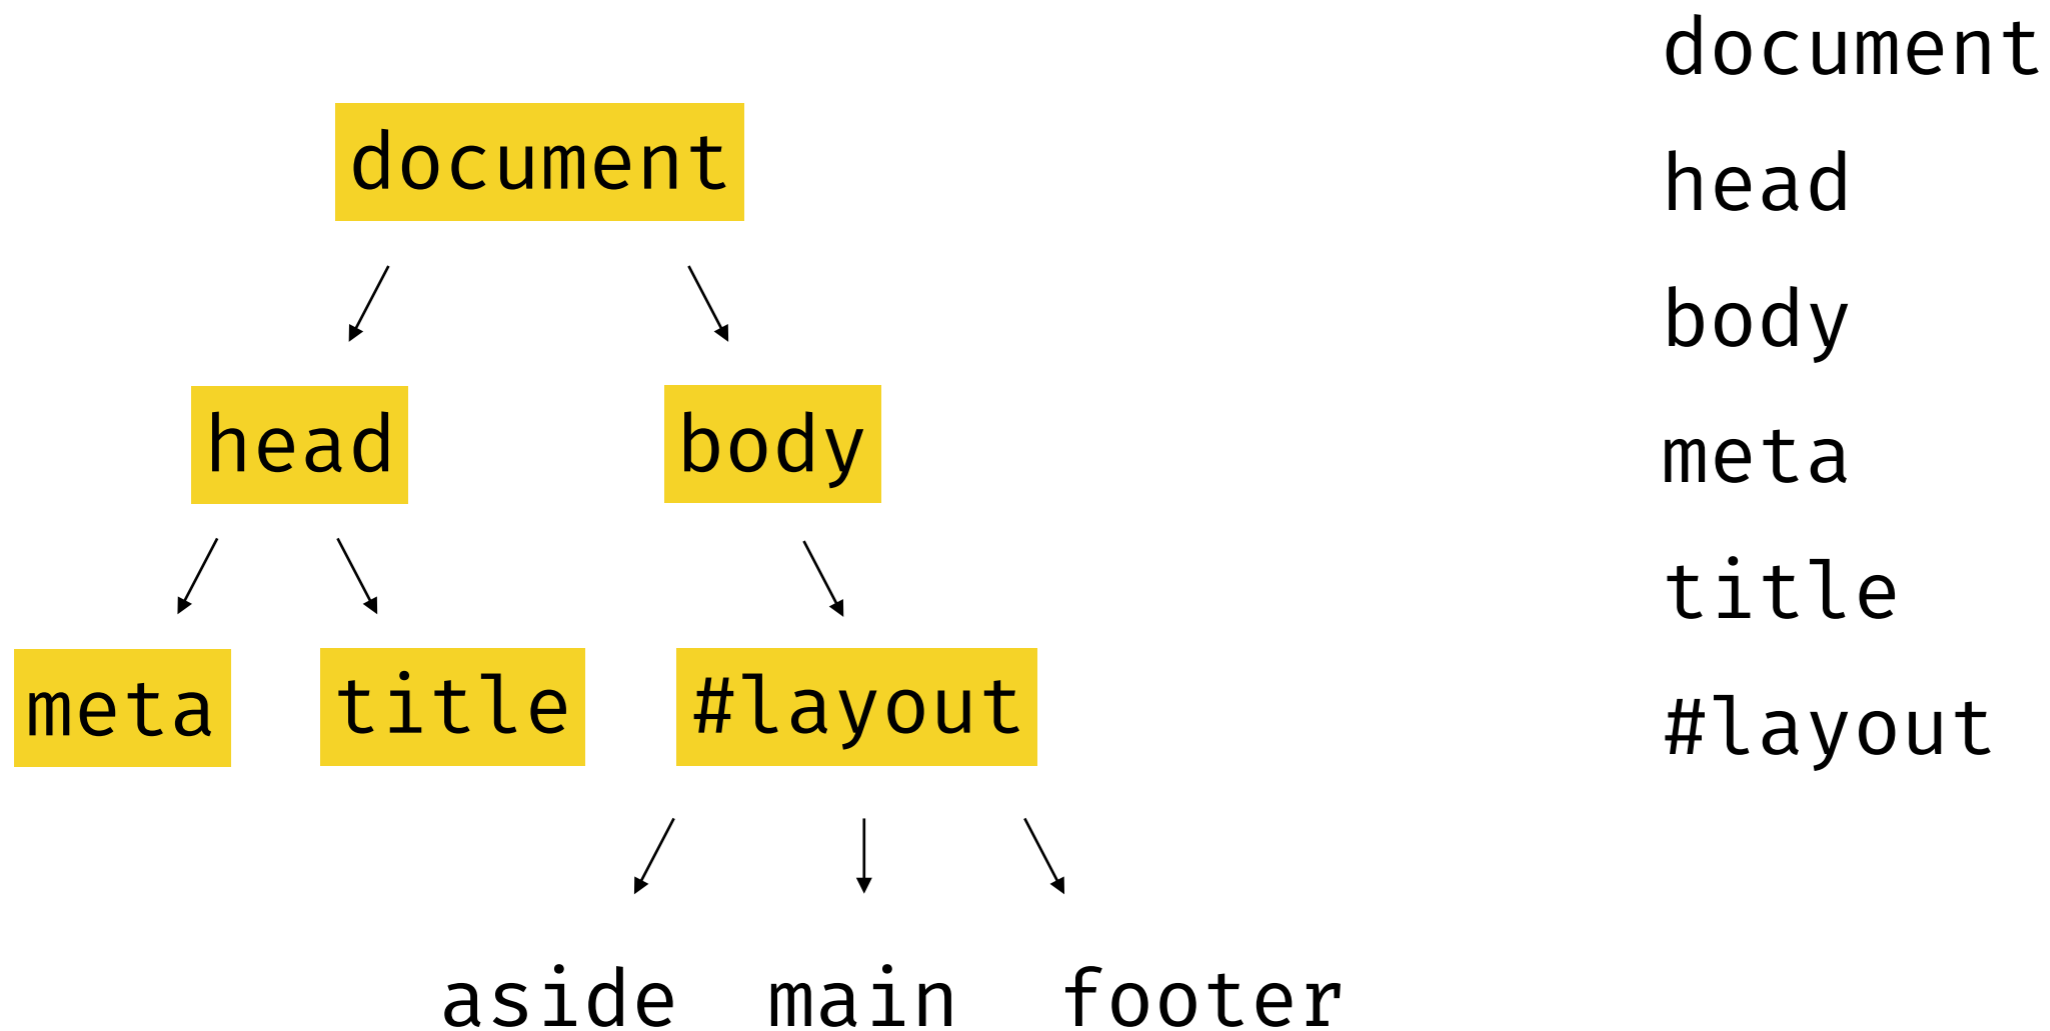 document
head body
meta title #layout
aside main footer
document
head
body
meta
title
#layout